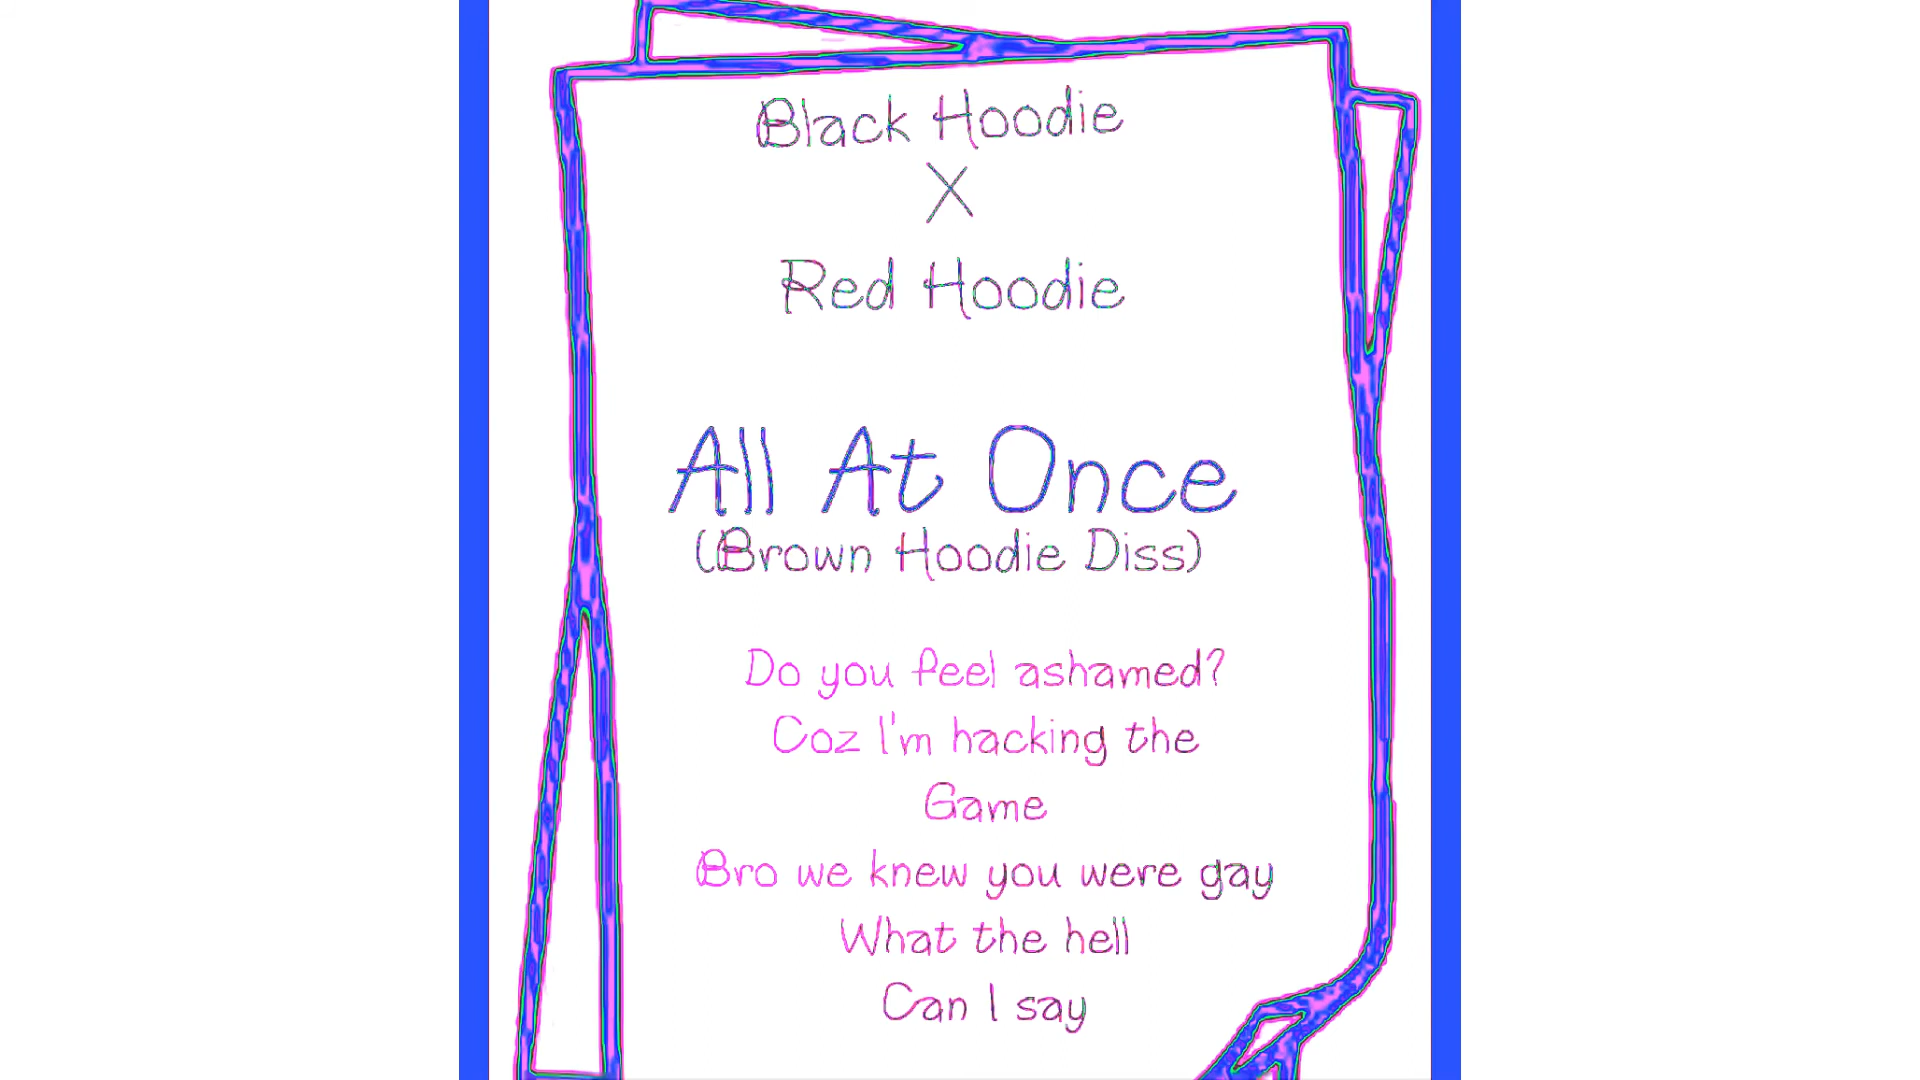 Black Hoodie
X
Red Hoodie
All At Once
(Brown Hoodie Diss)
Do you feel ashamed?
Coz I'm hacking the
Game
Bro we knew you were gay
What the hell
Can I say